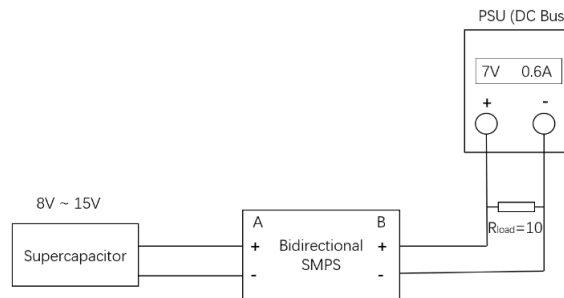 PSU (DC Bus
7V 0.6A
+ -
8V ~ 15V
A B
Rload=10
Supercapacitor
+ Bidirectional +
- SMPS -